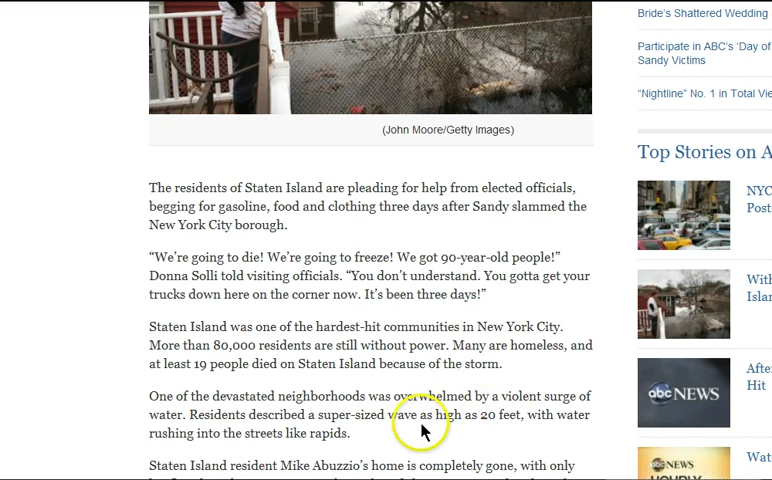 Bride's Shattered Wedding
Participate in ABC's 'Day of
Sandy Victims
"Nightline" No. 1 in Total Vie
(John Moore/Getty Images)
Top Stories on A
The residents of Staten Island are pleading for help from elected officials,
begging for gasoline, food and clothing three days after Sandy slammed the
New York City borough.
“We’re going to die! We’re going to freeze! We got 90-year-old people!”
Donna Solli told visiting officials. “You don’t understand. You gotta get your
trucks down here on the corner now. It’s been three days!”
Staten Island was one of the hardest-hit communities in New York City.
More than 80,000 residents are still without power. Many are homeless, and
at least 19 people died on Staten Island because of the storm.
One of the devastated neighborhoods was overwhelmed by a violent surge of
water. Residents described a super-sized wave as high as 20 feet, with water
rushing into the streets like rapids.
Staten Island resident Mike Abuzzio’s home is completely gone, with only
NYC
Post
With
Islan
After
Hit
abc NEWS
Wat
abc NEWS
HOURLY